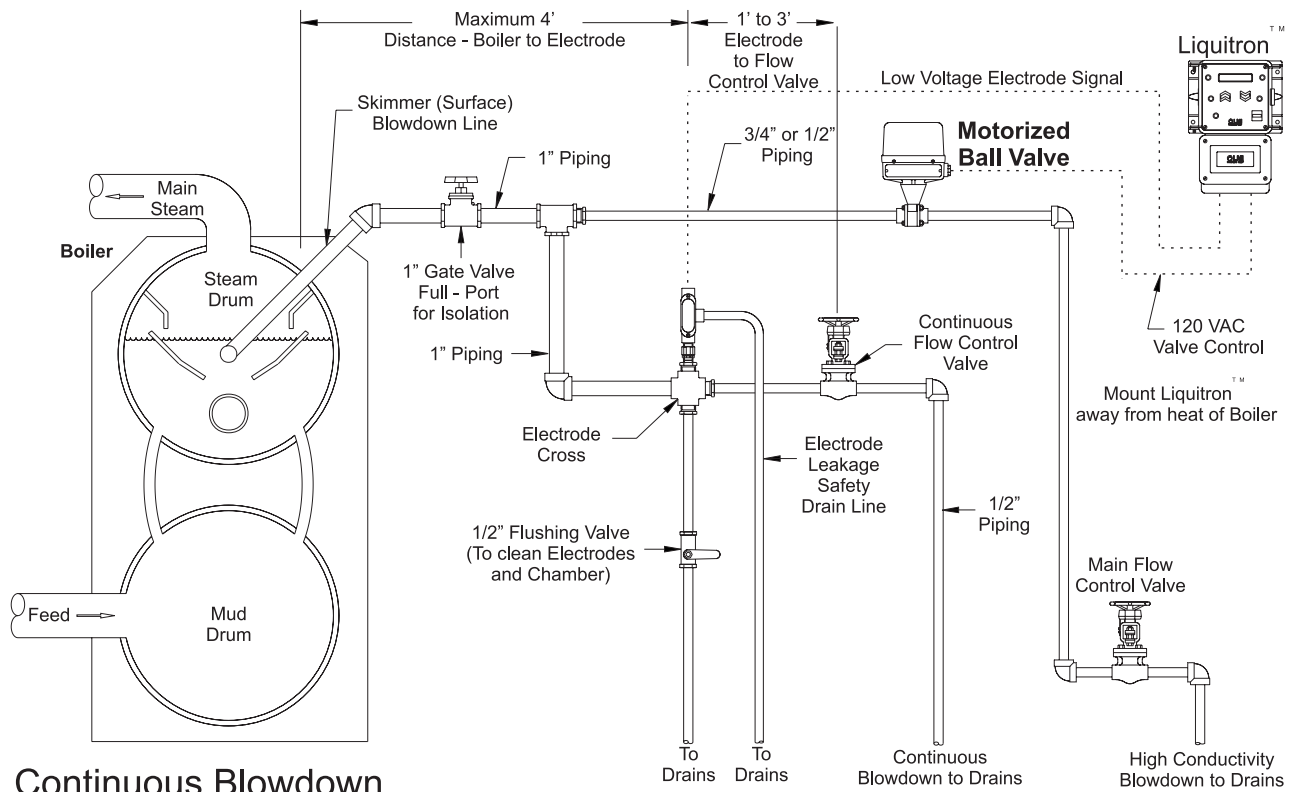 Maximum 4'
Distance - Boiler to Electrode
1' to 3'
Electrode
to Flow
Control Valve
TM
Liquitron
Low Voltage Electrode Signal
Skimmer (Surface)
Blowdown Line
1" Piping
3/4" or 1/2"
Piping
Motorized
Ball Valve
Main
Steam
Boiler
Steam
Drum
1" Gate Valve
Full - Port
for Isolation
1" Piping
Continuous
Flow Control
Valve
120 VAC
Valve Control
Mount Liquitron TM
away from heat of Boiler
Electrode
Cross
Electrode
Leakage
Safety
Drain Line
1/2"
Piping
1/2" Flushing Valve
(To clean Electrodes
and Chamber)
Main Flow
Control Valve
Feed
Mud
Drum
To
Drains
To
Drains
Continuous
Blowdown to Drains
High Conductivity
Blowdown to Drains
Continuous Blowdown